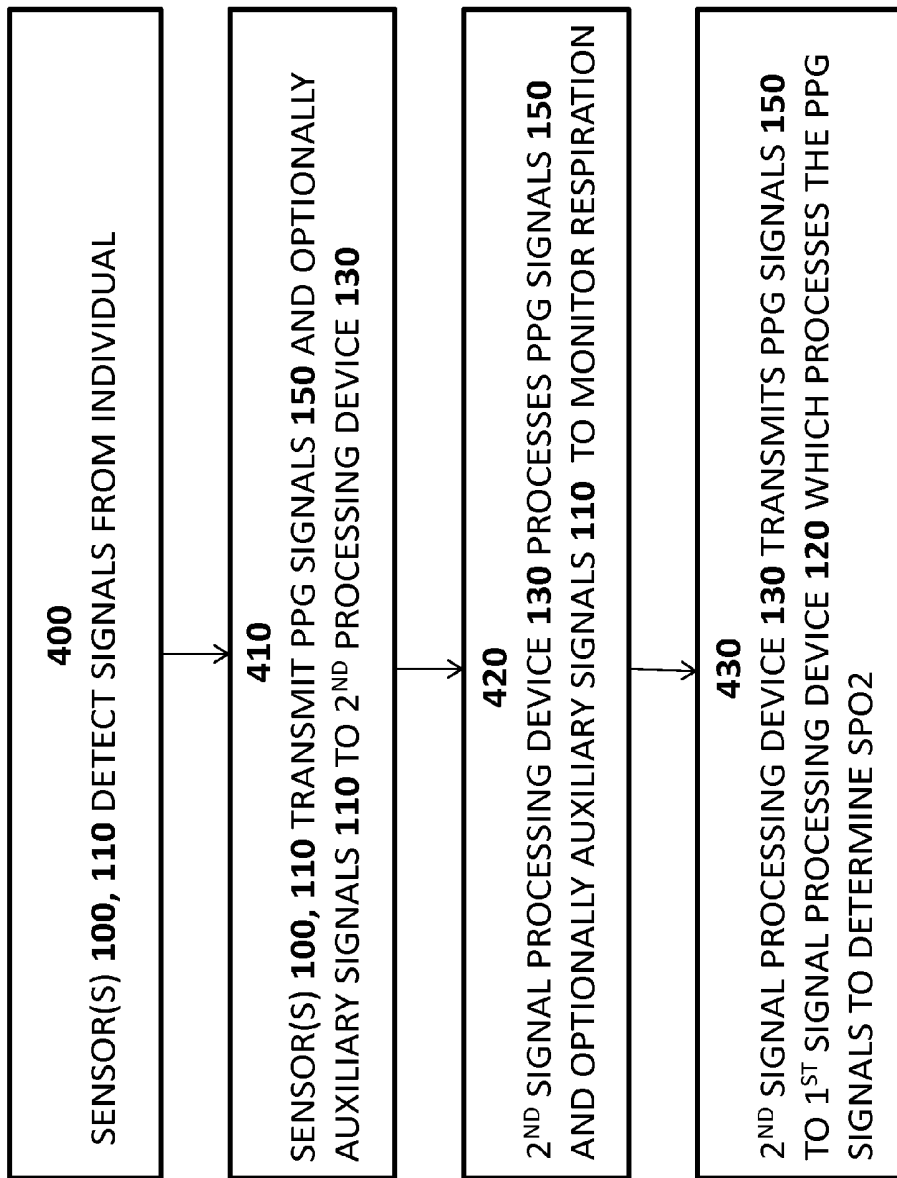 400
SENSOR(S) 100, 110 DETECT SIGNALS FROM INDIVIDUAL
410
SENSOR(S) 100, 110 TRANSMIT PPG SIGNALS 150 AND OPTIONALLY
AUXILIARY SIGNALS 110 TO 2ND PROCESSING DEVICE 130
420
2ND SIGNAL PROCESSING DEVICE 130 PROCESSES PPG SIGNALS 150
AND OPTIONALLY AUXILIARY SIGNALS 110 TO MONITOR RESPIRATION
430
2ND SIGNAL PROCESSING DEVICE 130 TRANSMITS PPG SIGNALS 150
TO 1ST SIGNAL PROCESSING DEVICE 120 WHICH PROCESSES THE PPG
SIGNALS TO DETERMINE SPO2